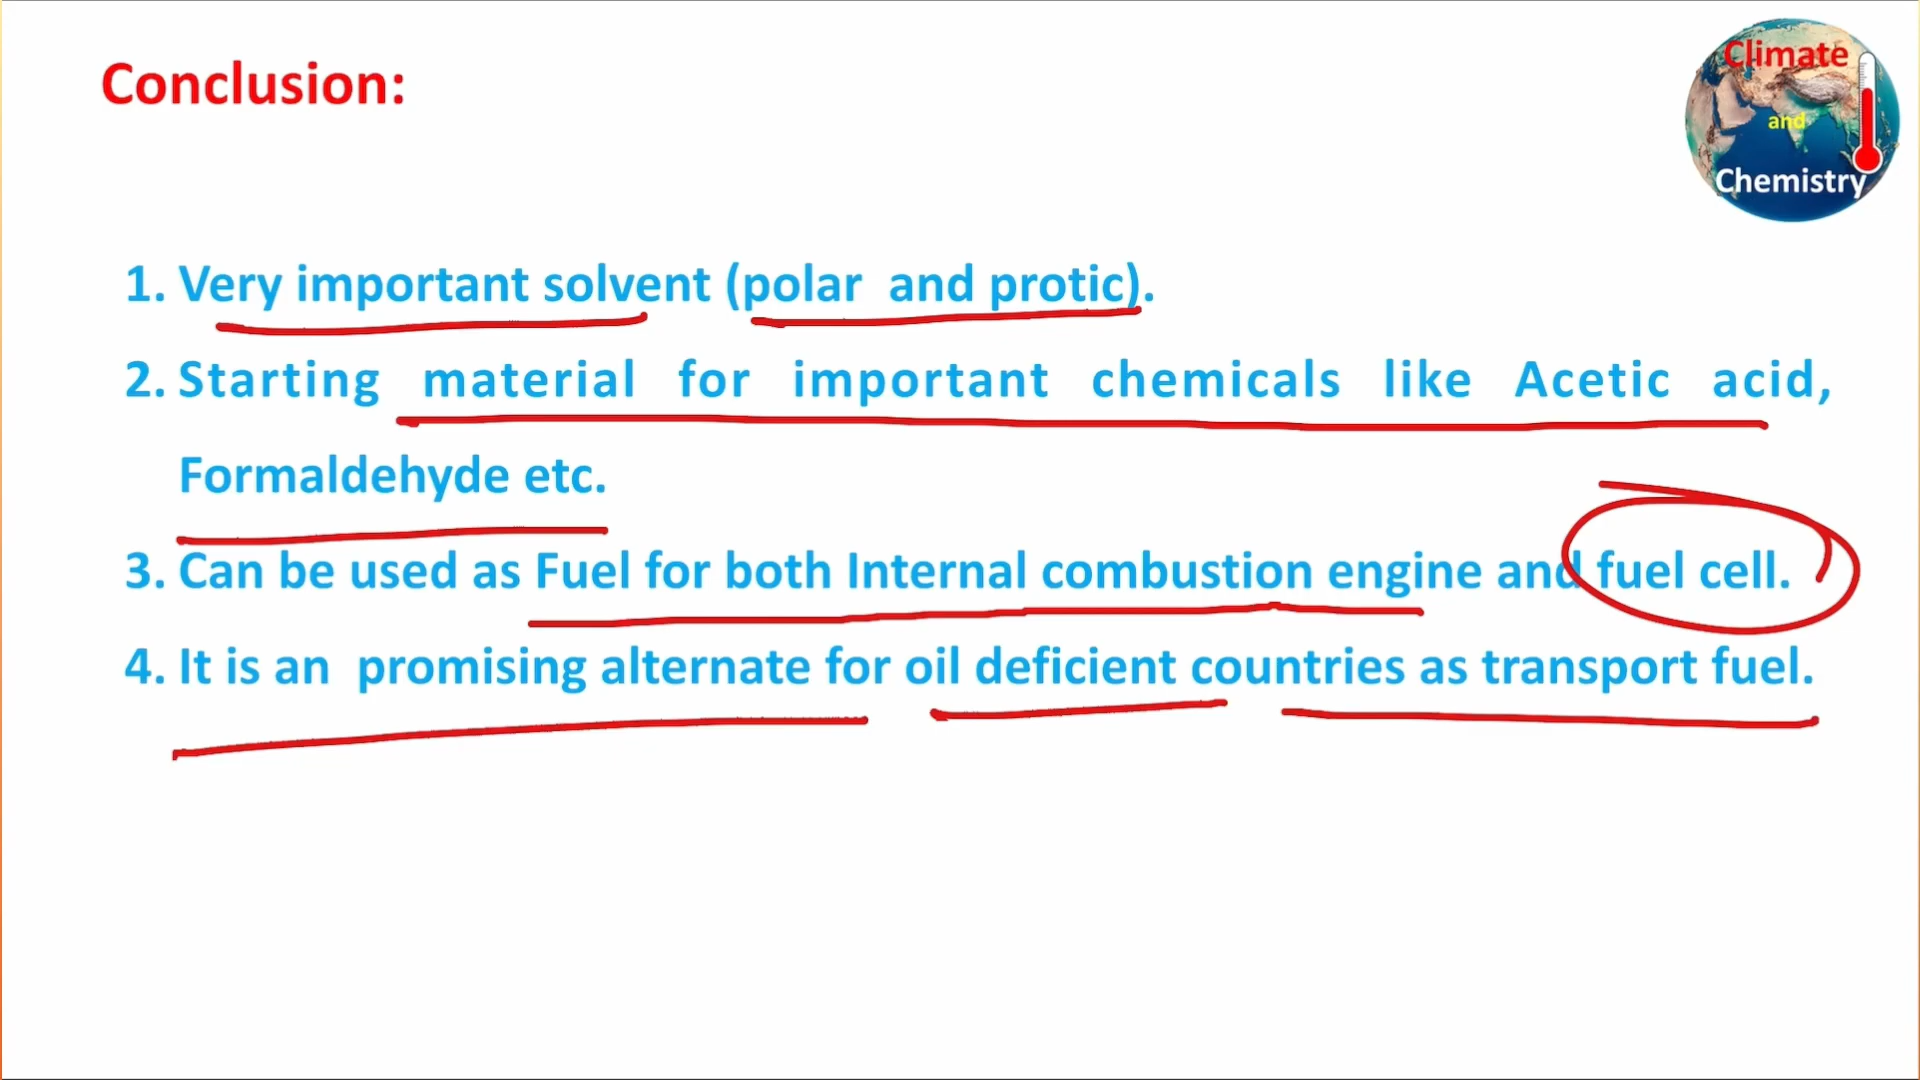 Conclusion:
Climate
and
Chemistry
1. Very important solvent (polar and protic).
2. Starting material for important chemicals like Acetic acid,
Formaldehyde etc.
3. Can be used as Fuel for both Internal combustion engine and fuel cell.
4. It is an promising alternate for oil deficient countries as transport fuel.